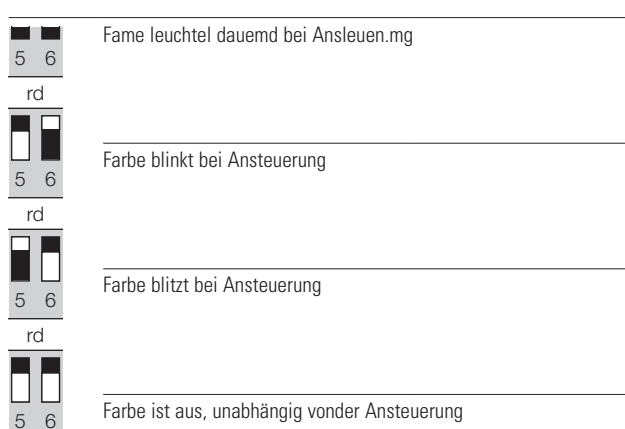 Fame leuchtel dauemd bei Ansleuen.mg
5 6
rd
5 6
Farbe blinkt bei Ansteuerung
rd
5 6
Farbe blitzt bei Ansteuerung
rd
5 6
Farbe ist aus, unabhängig vonder Ansteuerung